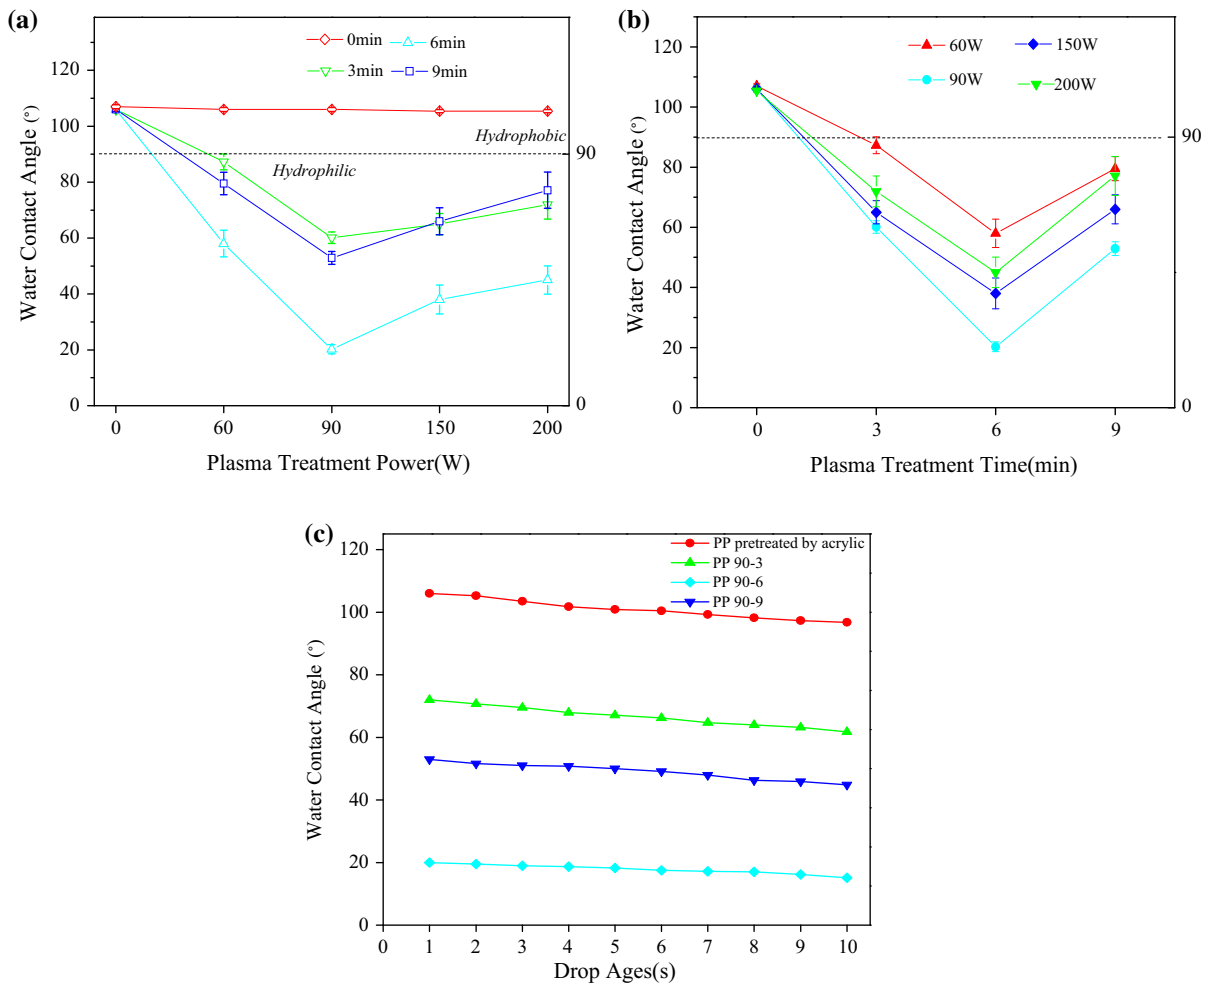 (a)
0min
6min
3min
9min
Water Contact Angle (°)
120
100
80
60
40
20
0
Hydrophobic
Hydrophilic
90
0
0
60
90
150
200
Plasma Treatment Power(W)
(b)
60W
150W
90W
200W
Water Contact Angle (°)
120
100
80
60
40
20
0
90
0
0
3
6
9
Plasma Treatment Time(min)
(c)
PP pretreated by acrylic
PP 90-3
PP 90-6
PP 90-9
Water Contact Angle (°)
120
100
80
60
40
20
0
0
1
2
3
4
5
6
7
8
9
10
Drop Ages(s)